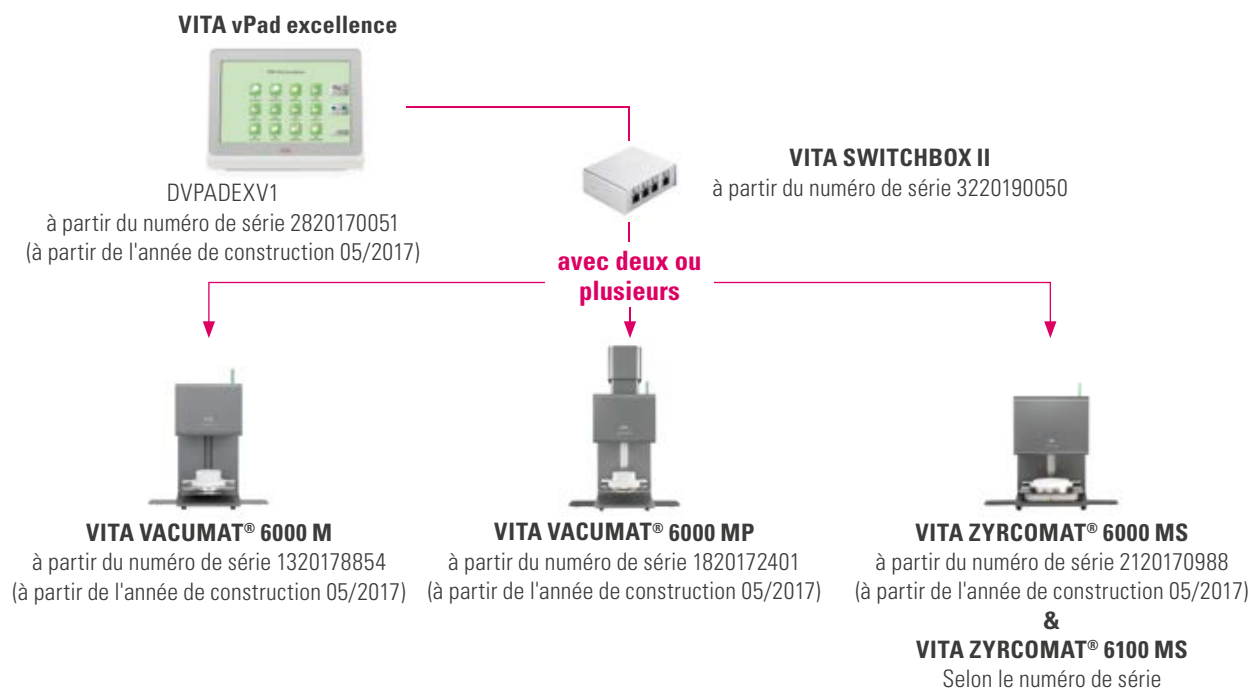 VITA vPad excellence
DVPADEXV1
à partir du numéro de série 2820170051
(à partir de l'année de construction 05/2017)
VITA SWITCHBOX II
à partir du numéro de série 3220190050
avec deux ou
plusieurs
VITA VACUMAT® 6000 M
à partir du numéro de série 1320178854
(à partir de l'année de construction 05/2017)
VITA VACUMAT® 6000 MP
à partir du numéro de série 1820172401
(à partir de l'année de construction 05/2017)
VITA ZYRCOMAT® 6000 MS
à partir du numéro de série 2120170988
(à partir de l'année de construction 05/2017)
&
VITA ZYRCOMAT® 6100 MS
Selon le numéro de série